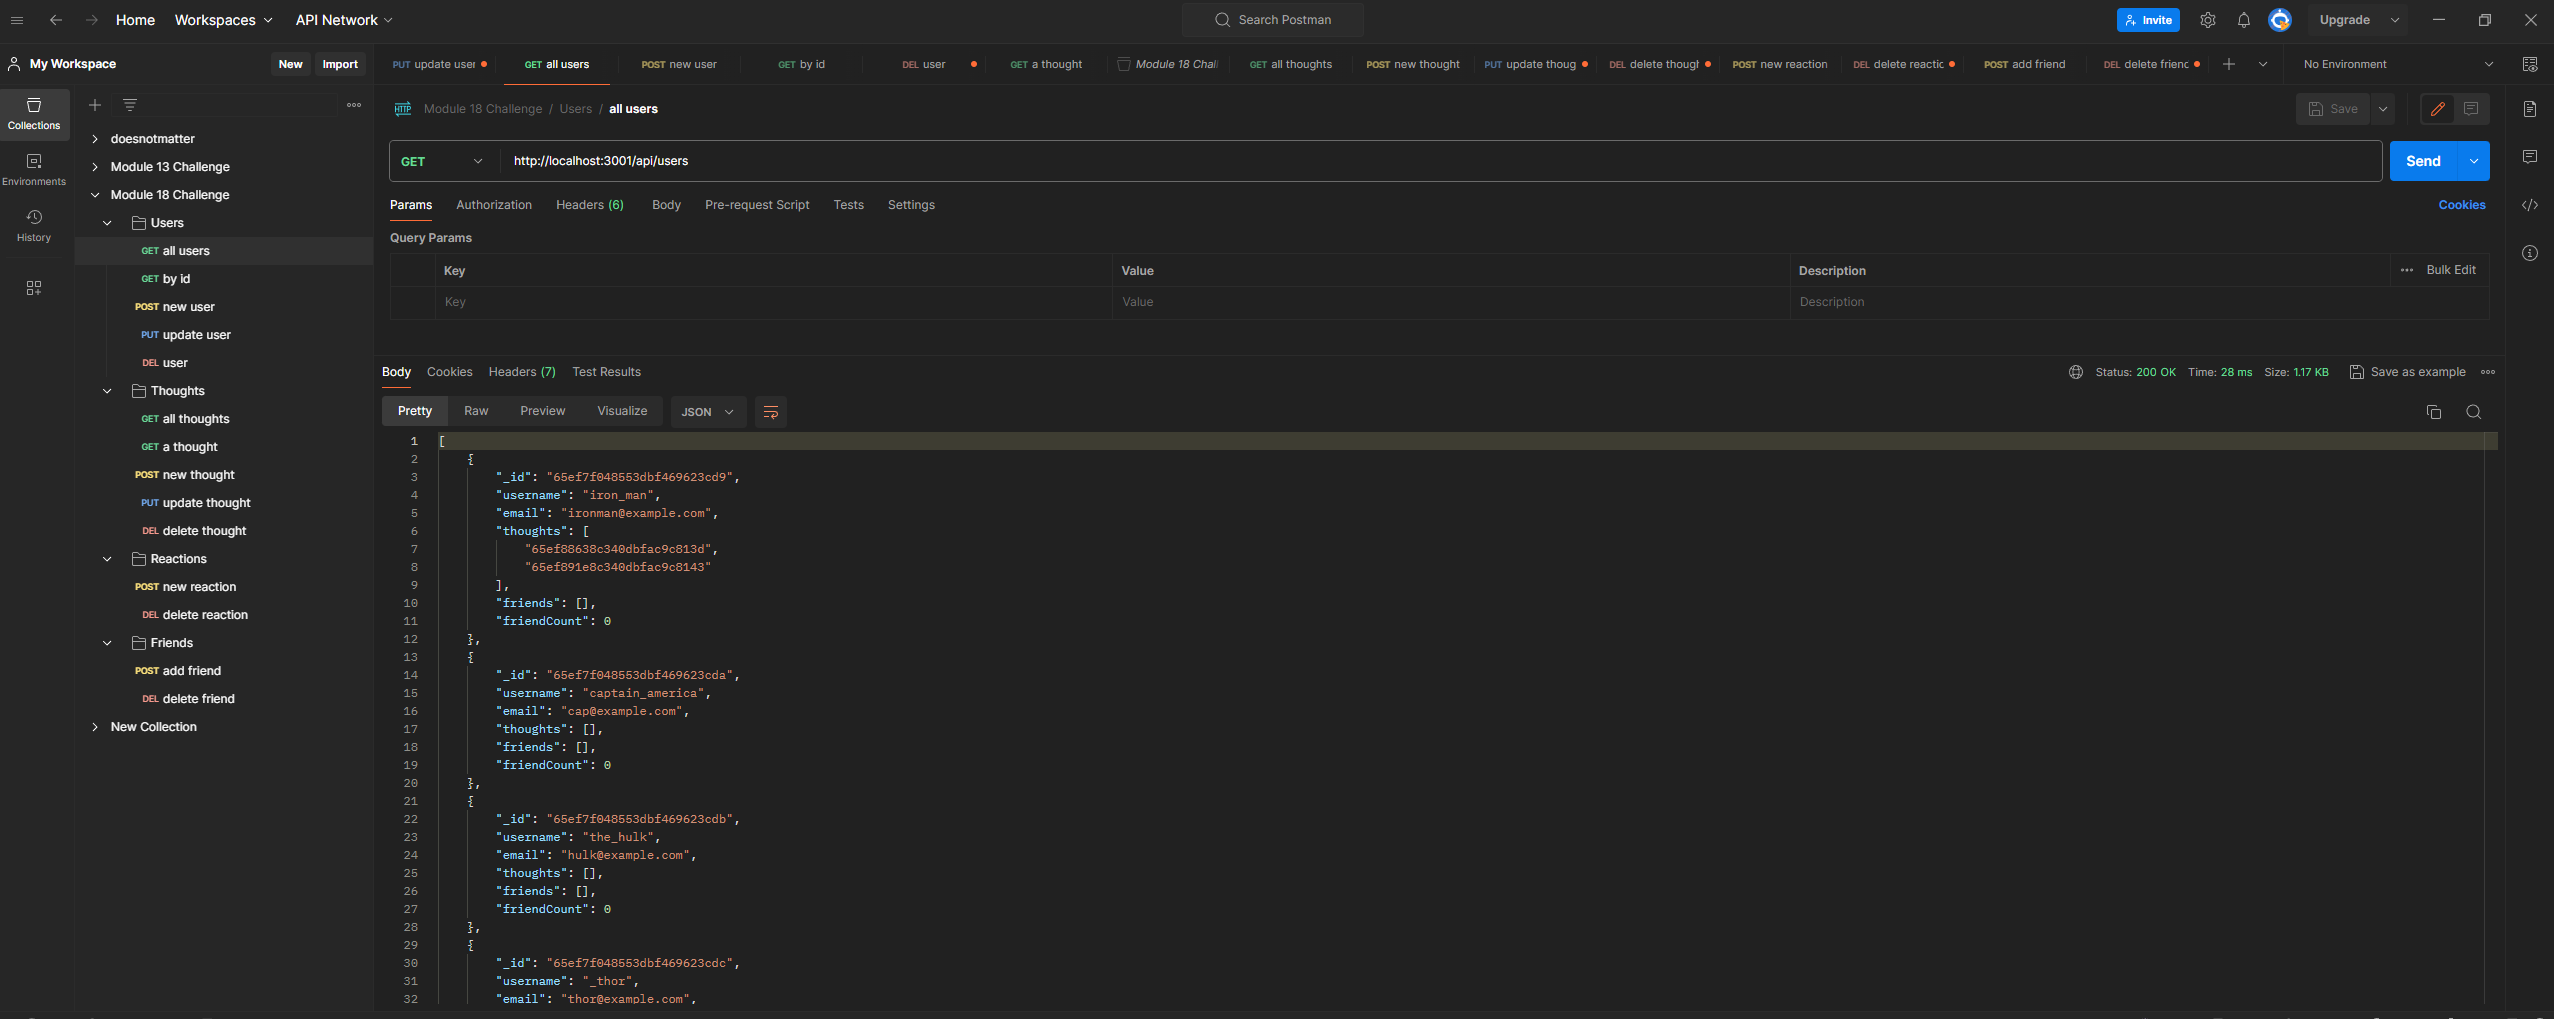 Home Workspaces API Network Search Postman Invite Upgrade
My Workspace New Import PUT update user GET all users POST new user GET by id DEL user GET a thought Module 18 Chall GET all thoughts POST new thought PUT update thoug DEL delete though POST new reaction DEL delete reactic POST add friend DEL delete frienc No Environment
Collections
Environments
History
doesnotmatter
Module 13 Challenge
Module 18 Challenge
Users
GET all users
GET by id
POST new user
PUT update user
DEL user
Thoughts
GET all thoughts
GET a thought
POST new thought
PUT update thought
DEL delete thought
Reactions
POST new reaction
DEL delete reaction
Friends
POST add friend
DEL delete friend
New Collection
HTTP Module 18 Challenge / Users / all users Save
GET http://localhost:3001/api/users Send
Params Authorization Headers (6) Body Pre-request Script Tests Settings Cookies
Query Params
Key Value Description Bulk Edit
Key Value Description
Body Cookies Headers (7) Test Results Status: 200 OK Time: 28 ms Size: 1.17 KB Save as example
Pretty Raw Preview Visualize JSON
1 [
2 {
3 "_id": "65ef7f048553dbf469623cd9",
4 "username": "iron_man",
5 "email": "ironman@example.com",
6 "thoughts": [
7 "65ef88638c340dbfac9c813d",
8 "65ef891e8c340dbfac9c8143"
9 ],
10 "friends": [],
11 "friendCount": 0
12 },
13 {
14 "_id": "65ef7f048553dbf469623cda",
15 "username": "captain_america",
16 "email": "cap@example.com",
17 "thoughts": [],
18 "friends": [],
19 "friendCount": 0
20 },
21 {
22 "_id": "65ef7f048553dbf469623cdb",
23 "username": "the_hulk",
24 "email": "hulk@example.com",
25 "thoughts": [],
26 "friends": [],
27 "friendCount": 0
28 },
29 {
30 "_id": "65ef7f048553dbf469623cdc",
31 "username": "_thor",
32 "email": "thor@example.com",